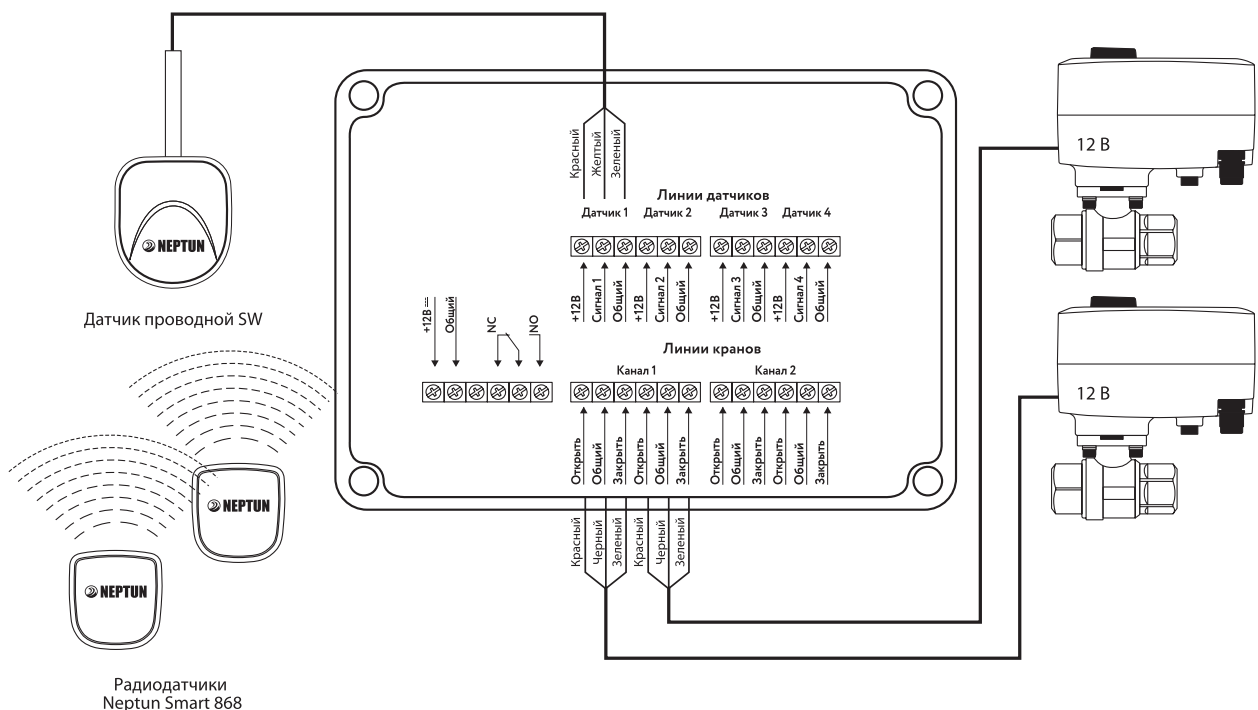 Красный
Желтый
Зеленый
12 В
Линии датчиков
Датчик 1 Датчик 2 Датчик 3 Датчик 4
NEPTUN
+12В
Сигнал 1
Общий
+12В
Сигнал 2
Общий
+12В
Сигнал 3
Общий
+12В
Сигнал 4
Общий
Датчик проводной SW
+12В
Общий
NC
NO
Линии кранов
Канал 1 Канал 2
12 В
Открыть
Общий
Закрыть
Открыть
Общий
Закрыть
Открыть
Общий
Закрыть
Открыть
Общий
Закрыть
NEPTUN
Красный
Черный
Зеленый
Красный
Черный
Зеленый
NEPTUN
Радиодатчики
Neptun Smart 868